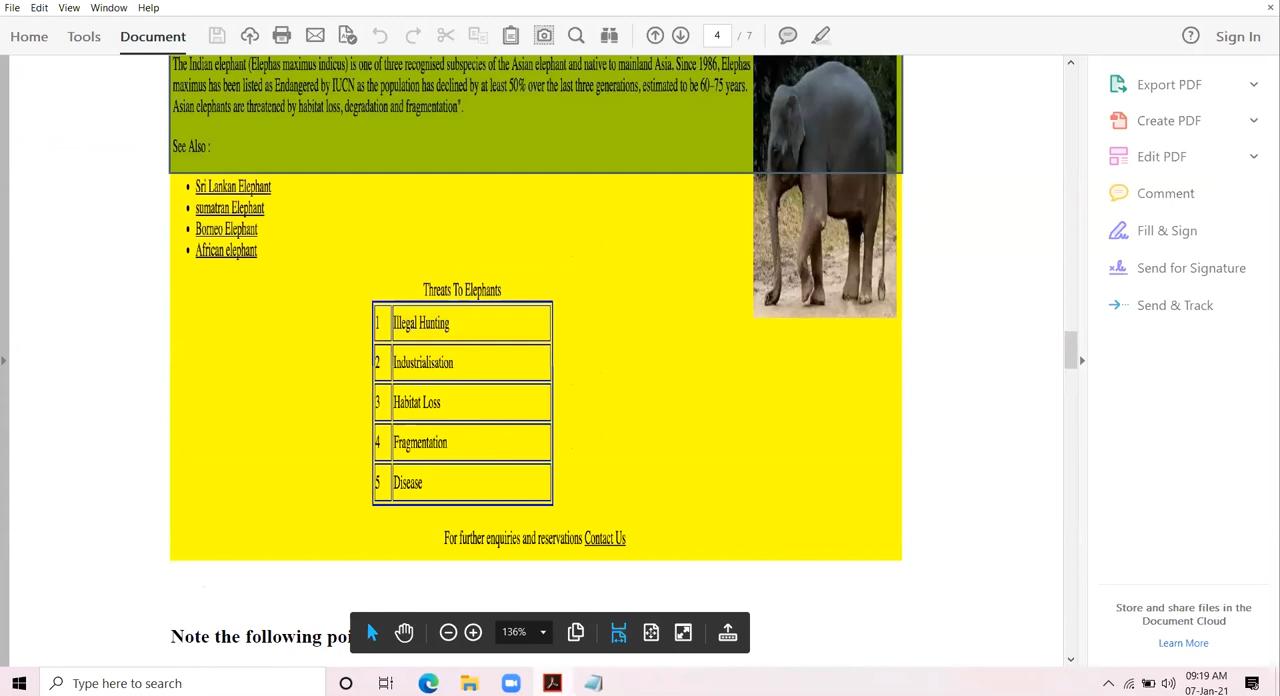 File Edit View Window Help
Home Tools Document 4 / 7 Sign In
The Indian elephant (Elephas maximus indicus) is one of three recognised subspecies of the Asian elephant and native to mainland Asia. Since 1986, Elephas
maximus has been listed as Endangered by IUCN as the population has declined by at least 50% over the last three generations, estimated to be 60–75 years.
Asian elephants are threatened by habitat loss, degradation and fragmentation".
See Also :
• Sri Lankan Elephant
• sumatran Elephant
• Borneo Elephant
• African elephant
Threats To Elephants
1 Illegal Hunting
2 Industrialisation
3 Habitat Loss
4 Fragmentation
5 Disease
For further enquiries and reservations Contact Us
Note the following poi
136%
Export PDF
Create PDF
Edit PDF
Comment
Fill & Sign
Send for Signature
Send & Track
Store and share files in the
Document Cloud
Learn More
Type here to search
09:19 AM
07-Jan-21